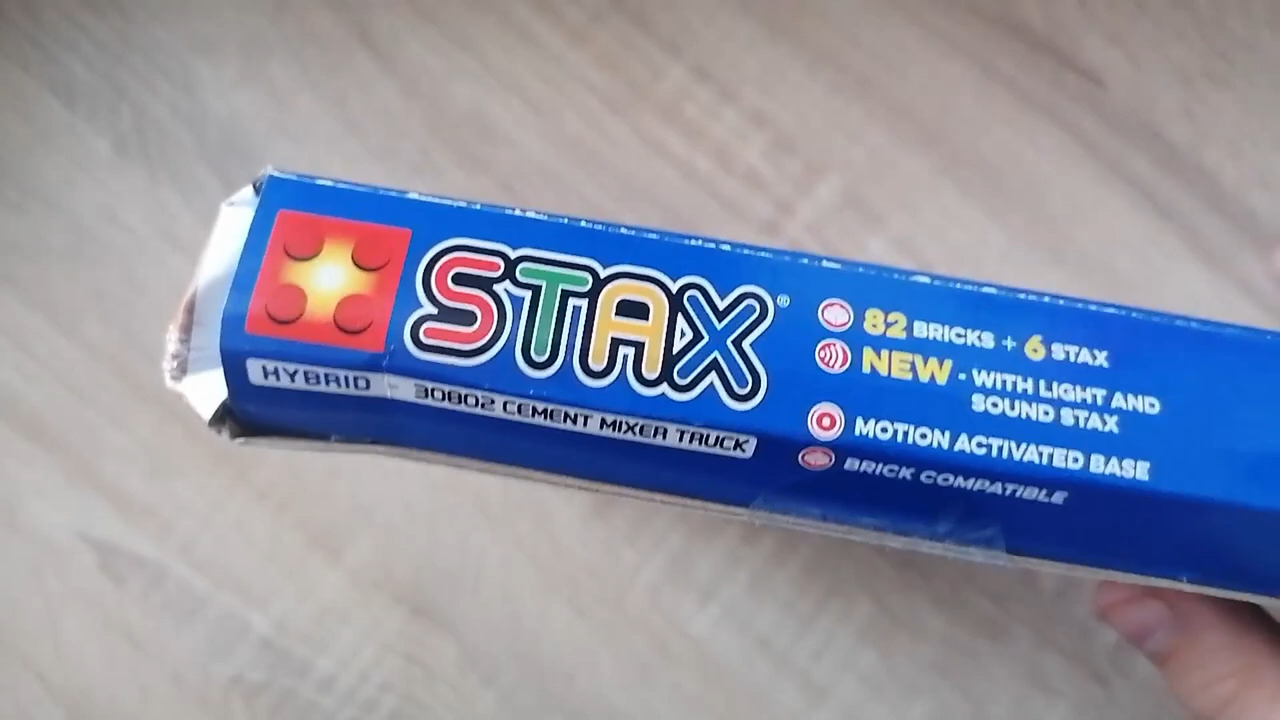 STAX®
HYBRID - 30802 CEMENT MIXER TRUCK
82 BRICKS + 6 STAX
NEW - WITH LIGHT AND
SOUND STAX
MOTION ACTIVATED BASE
BRICK COMPATIBLE